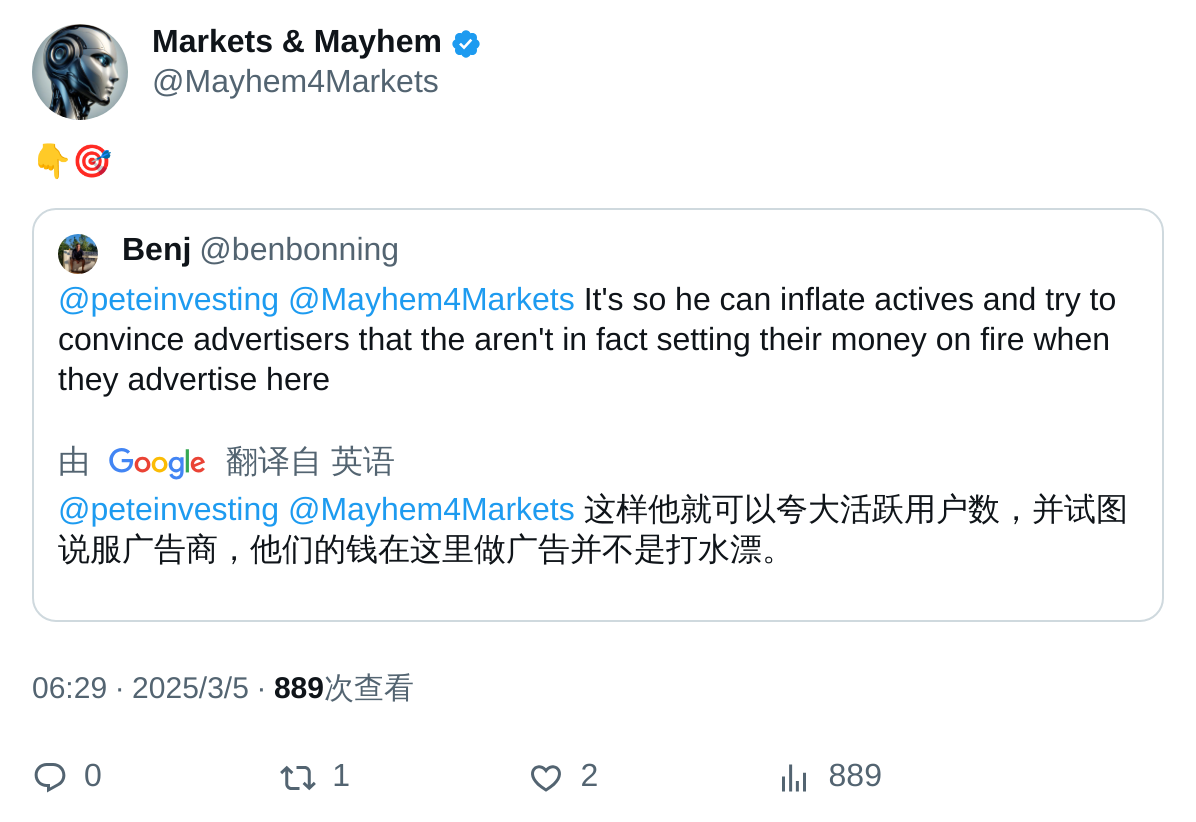 Markets & Mayhem
@Mayhem4Markets
👇🎯
Benj @benbonning
@peteinvesting @Mayhem4Markets It's so he can inflate actives and try to
convince advertisers that the aren't in fact setting their money on fire when
they advertise here
由 Google 翻译自 英语
@peteinvesting @Mayhem4Markets 这样他就可以夸大活跃用户数，并试图
说服广告商，他们的钱在这里做广告并不是打水漂。
06:29 · 2025/3/5 · 889次查看
0 1 2 889